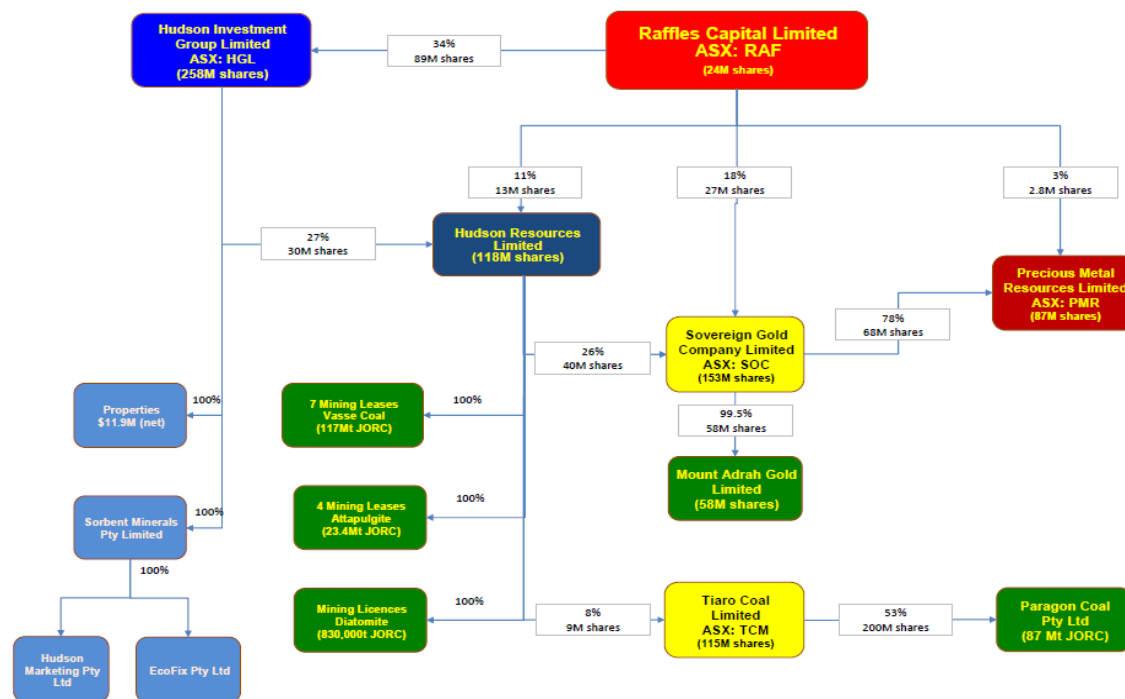 Hudson Investment
Group Limited
ASX: HGL
(258M shares)
34%
89M shares
Raffles Capital Limited
ASX: RAF
(24M shares)
11%
13M shares
18%
27M shares
3%
2.8M shares
27%
30M shares
Hudson Resources
Limited
(118M shares)
Precious Metal
Resources Limited
ASX: PMR
(87M shares)
26%
40M shares
Sovereign Gold
Company Limited
ASX: SOC
(153M shares)
78%
68M shares
Properties
$11.9M (net)
100%
7 Mining Leases
Vasse Coal
(117Mt JORC)
100%
99.5%
58M shares
Mount Adrah Gold
Limited
(58M shares)
Sorbent Minerals
Pty Limited
100%
4 Mining Leases
Attapulgite
(23.4Mt JORC)
100%
100%
Mining Licences
Diatomite
(830,000t JORC)
100%
8%
9M shares
Tiaro Coal
Limited
ASX: TCM
(115M shares)
53%
200M shares
Paragon Coal
Pty Ltd
(87 Mt JORC)
Hudson
Marketing Pty
Ltd
EcoFix Pty Ltd